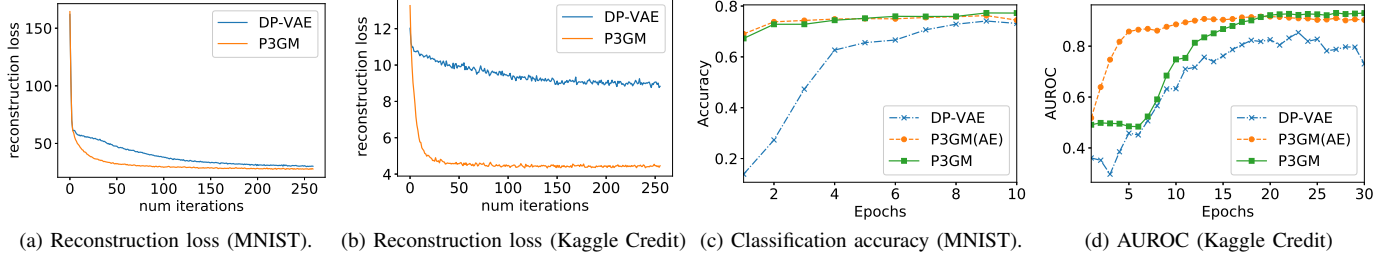 reconstruction loss
150
100
50
0 50 100 150 200 250
num iterations
DP-VAE
P3GM
(a) Reconstruction loss (MNIST).
reconstruction loss
12
10
8
6
4
0 50 100 150 200 250
num iterations
DP-VAE
P3GM
(b) Reconstruction loss (Kaggle Credit)
Accuracy
0.8
0.6
0.4
0.2
2 4 6 8 10
Epochs
DP-VAE
P3GM(AE)
P3GM
(c) Classification accuracy (MNIST).
AUROC
0.8
0.6
0.4
5 10 15 20 25 30
Epochs
DP-VAE
P3GM(AE)
P3GM
(d) AUROC (Kaggle Credit)